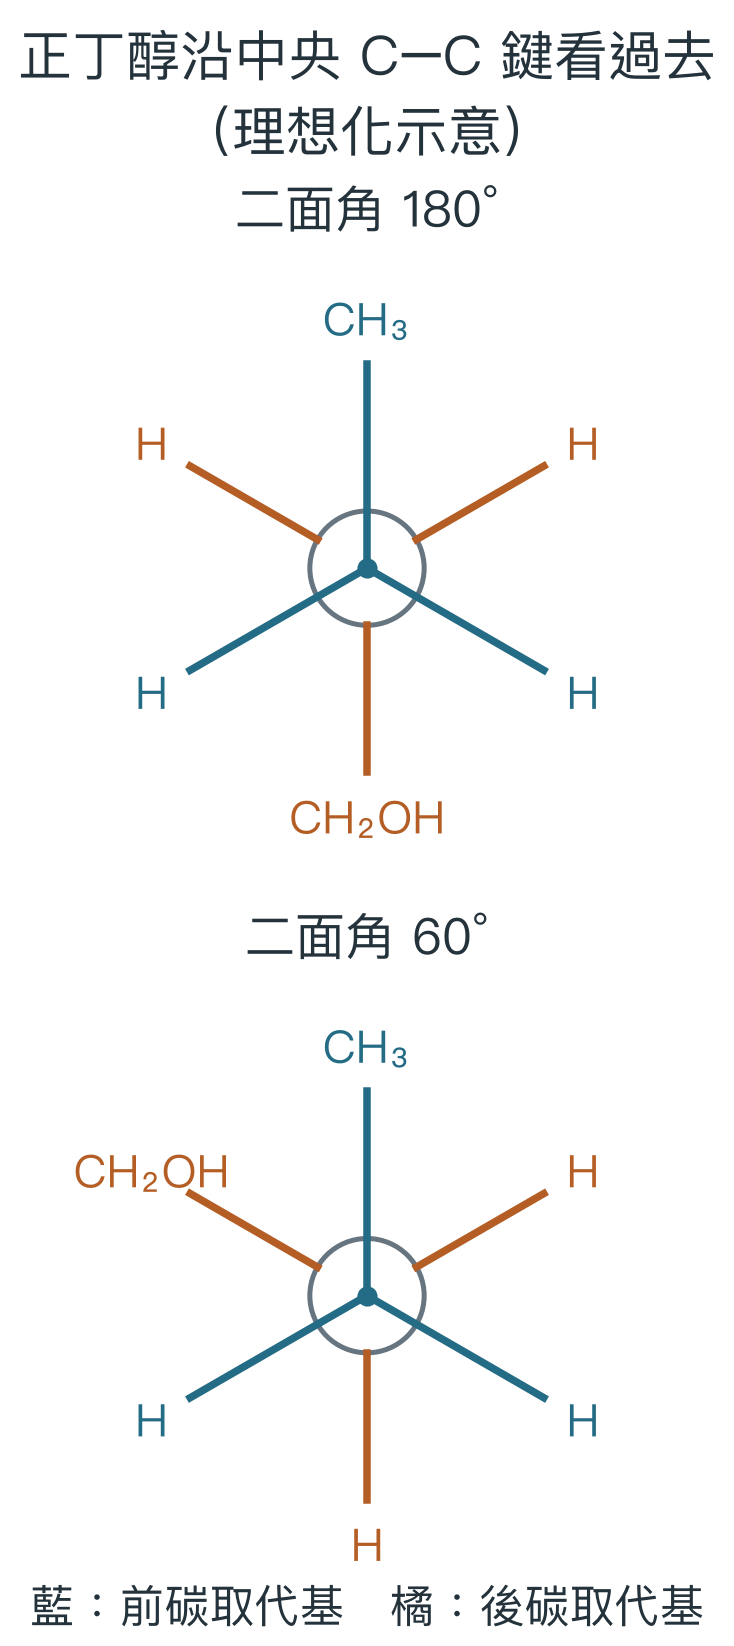 正丁醇沿中央 C—C 鍵看過去
（理想化示意）
二面角 180°
CH₃
H
H
H
H
CH₂OH
二面角 60°
CH₃
CH₂OH
H
H
H
H
藍：前碳取代基　橘：後碳取代基